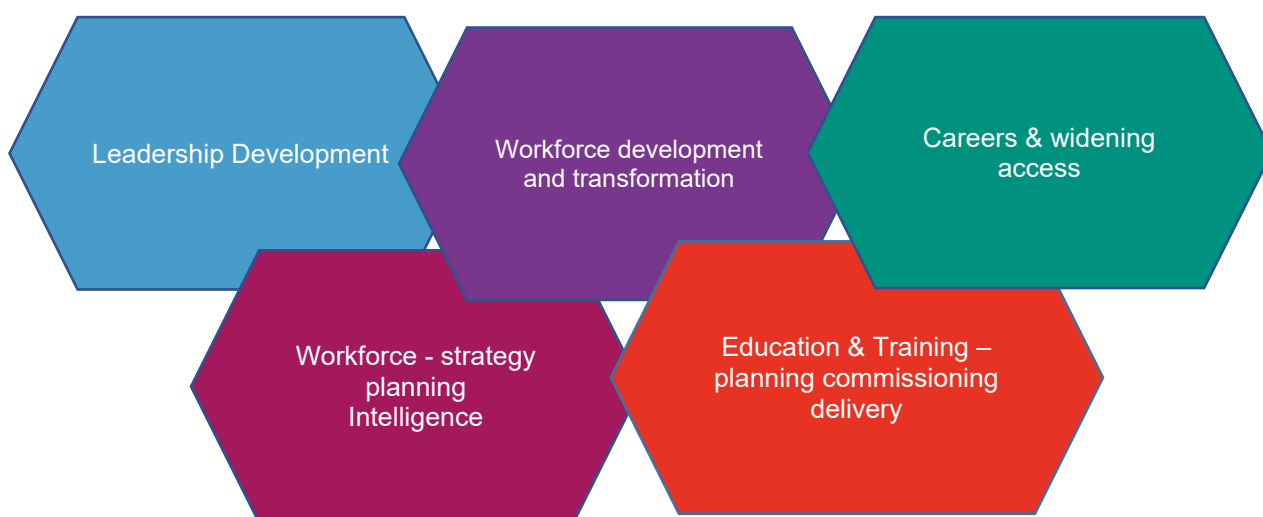 Leadership Development
Workforce development
and transformation
Careers & widening
access
Workforce - strategy
planning
Intelligence
Education & Training –
planning commissioning
delivery